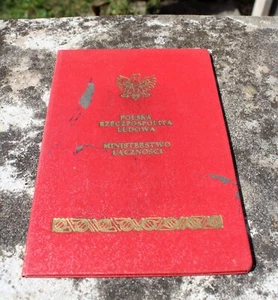 POLSKA
RZECZPOSPOLITA
LUDOWA
MINISTERSTWO
ŁĄCZNOŚCI